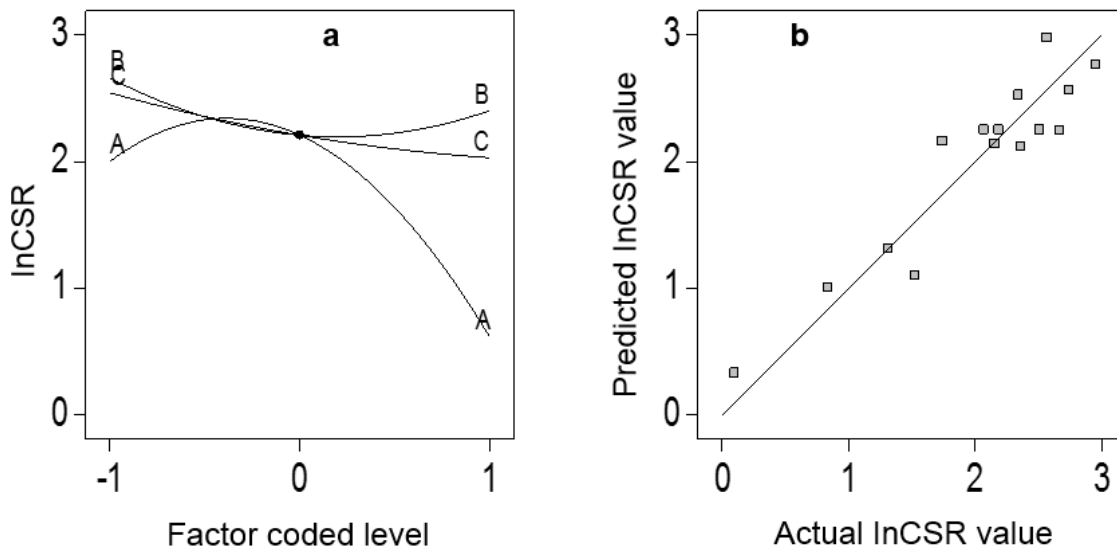 a
3
2
1
0
lnCSR
B
C
A
B
C
A
-1
0
1
Factor coded level
b
3
2
1
0
Predicted lnCSR value
0
1
2
3
Actual lnCSR value